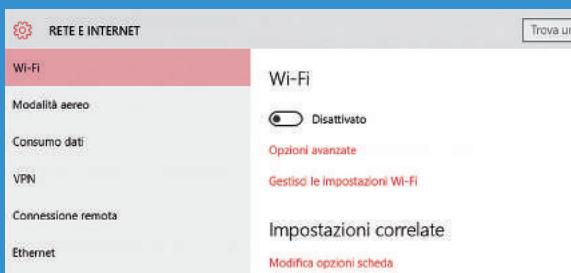 RETE E INTERNET
Trova un
Wi-Fi
Modalità aereo
Consumo dati
VPN
Connessione remota
Ethernet
Wi-Fi
Disattivato
Opzioni avanzate
Gestisci le impostazioni Wi-Fi
Impostazioni correlate
Modifica opzioni scheda